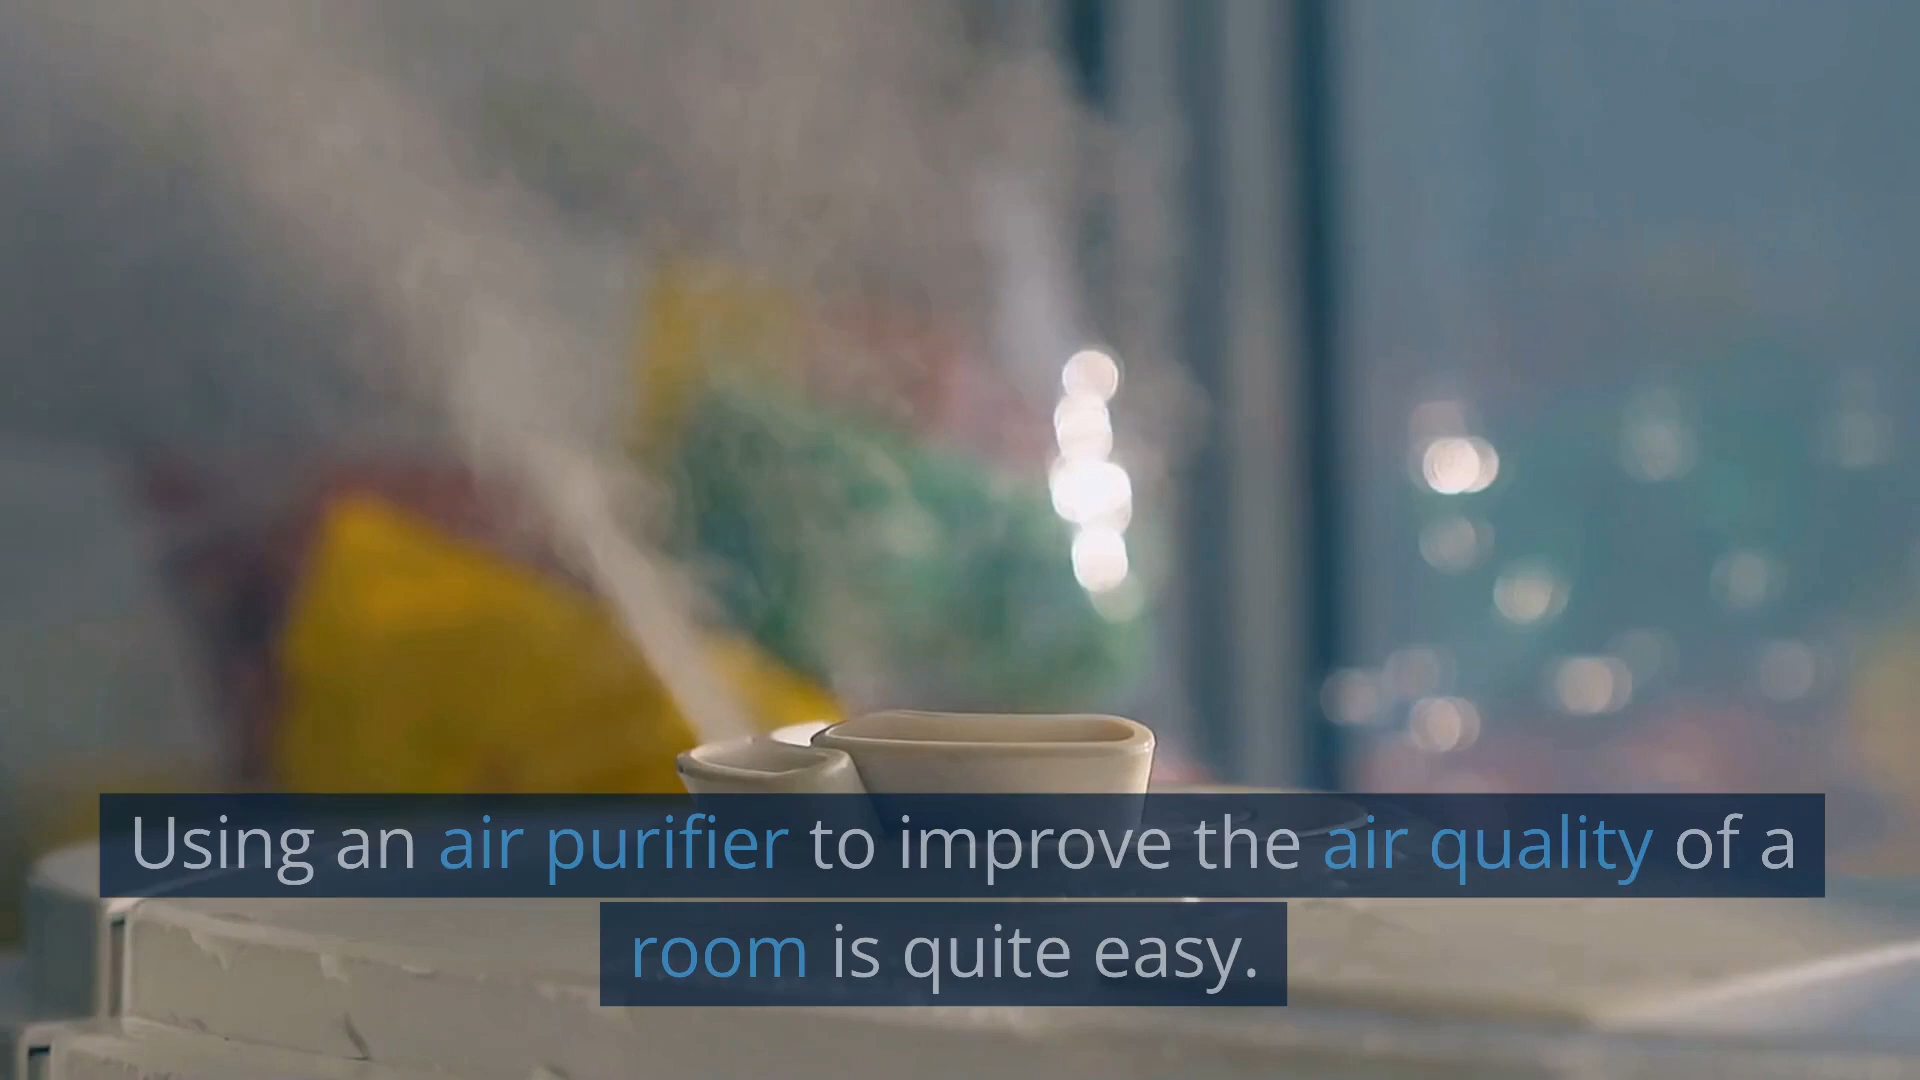 Using an air purifier to improve the air quality of a
room is quite easy.